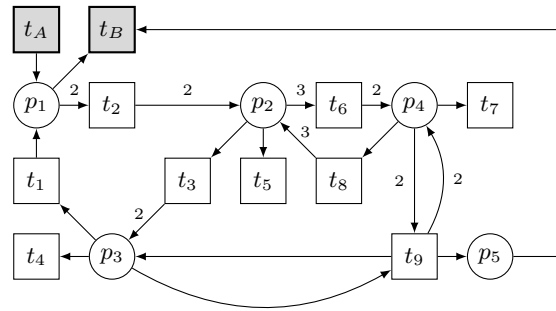 t_A t_B
p_1 2 t_2 2 p_2 3 t_6 2 p_4 t_7
3
t_1 t_3 t_5 t_8 2 2
2
t_4 p_3 t_9 p_5